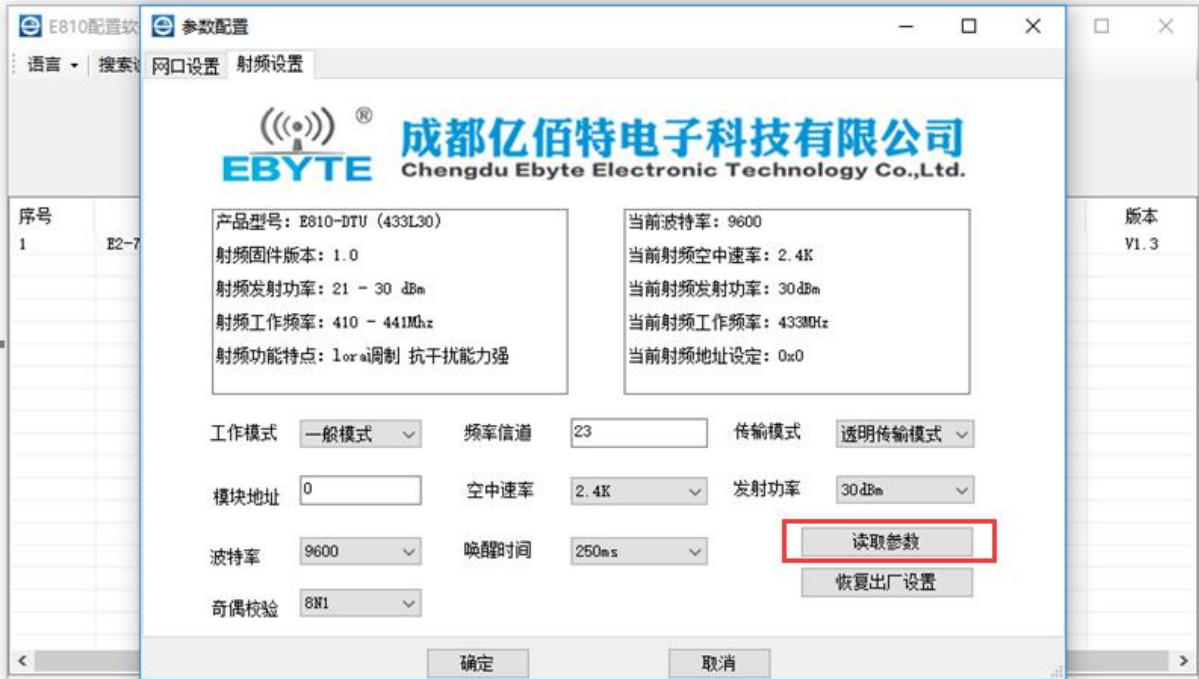 E810配置软
参数配置
语言
搜索
网口设置
射频设置
®
EBYTE
成都亿佰特电子科技有限公司
Chengdu Ebyte Electronic Technology Co.,Ltd.
序号
版本
1
E2-7
V1.3
产品型号：E810-DTU (433L30)
射频固件版本：1.0
射频发射功率：21 - 30 dBm
射频工作频率：410 - 441Mhz
射频功能特点：lora调制 抗干扰能力强
当前波特率：9600
当前射频空中速率：2.4K
当前射频发射功率：30dBm
当前射频工作频率：433MHz
当前射频地址设定：0x0
工作模式 一般模式 频率信道 23 传输模式 透明传输模式
模块地址 0 空中速率 2.4K 发射功率 30dBm
波特率 9600 唤醒时间 250ms 读取参数
恢复出厂设置
奇偶校验 8N1
确定 取消